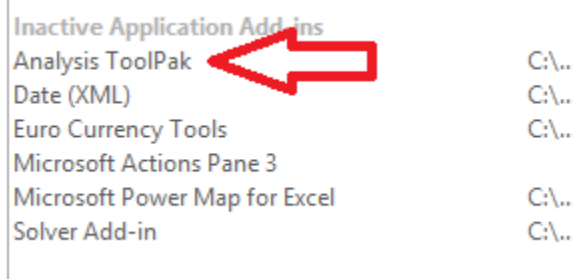 Inactive Application Add-ins
Analysis ToolPak C:\..
Date (XML) C:\..
Euro Currency Tools C:\..
Microsoft Actions Pane 3
Microsoft Power Map for Excel C:\..
Solver Add-in C:\..